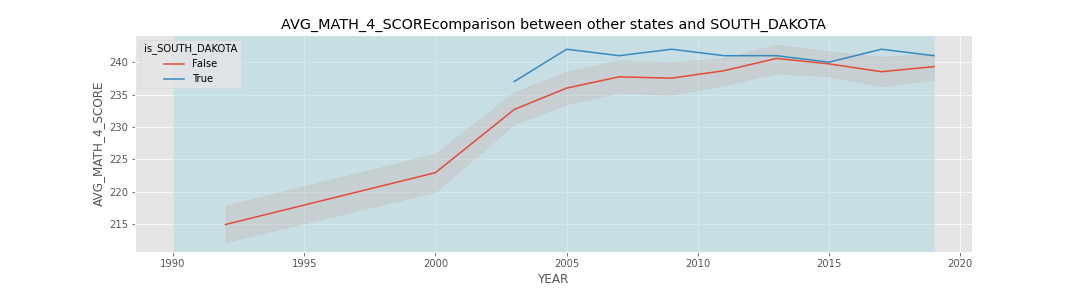 AVG_MATH_4_SCOREcomparison between other states and SOUTH_DAKOTA
is_SOUTH_DAKOTA
False
True
AVG_MATH_4_SCORE
240
235
230
225
220
215
1990 1995 2000 2005 2010 2015 2020
YEAR